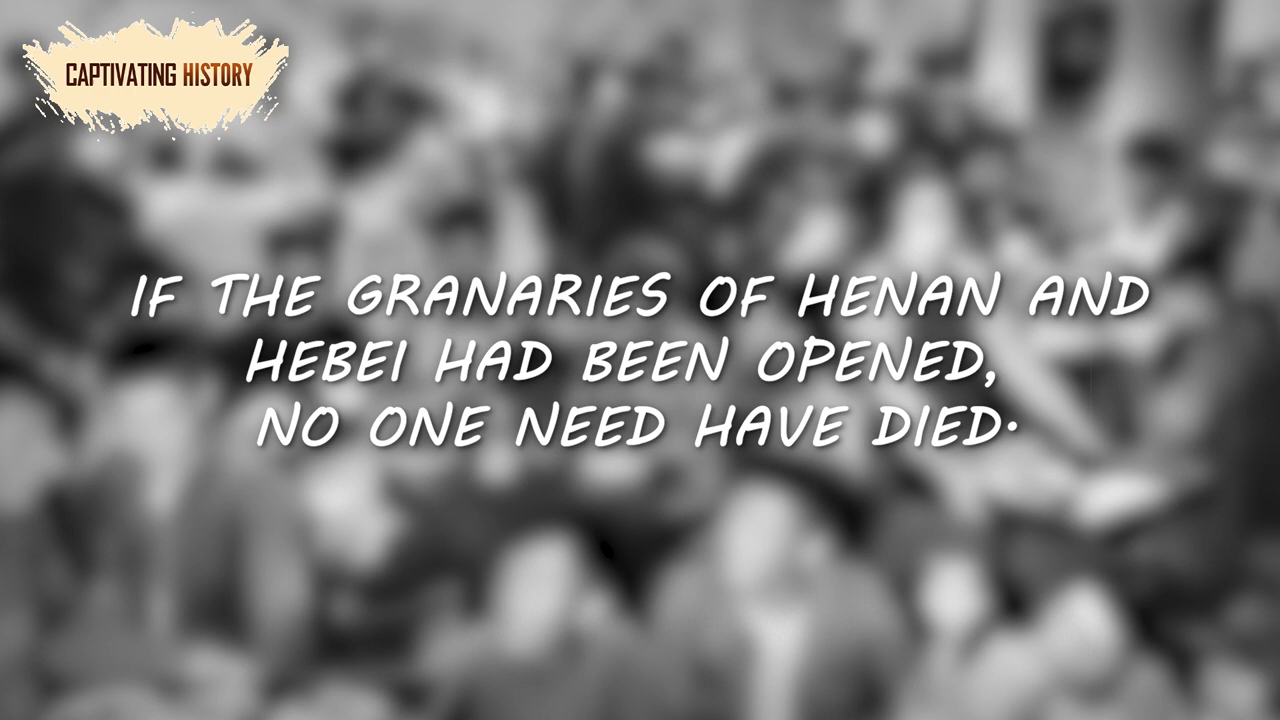 CAPTIVATING HISTORY
IF THE GRANARIES OF HENAN AND
HEBEI HAD BEEN OPENED,
NO ONE NEED HAVE DIED.